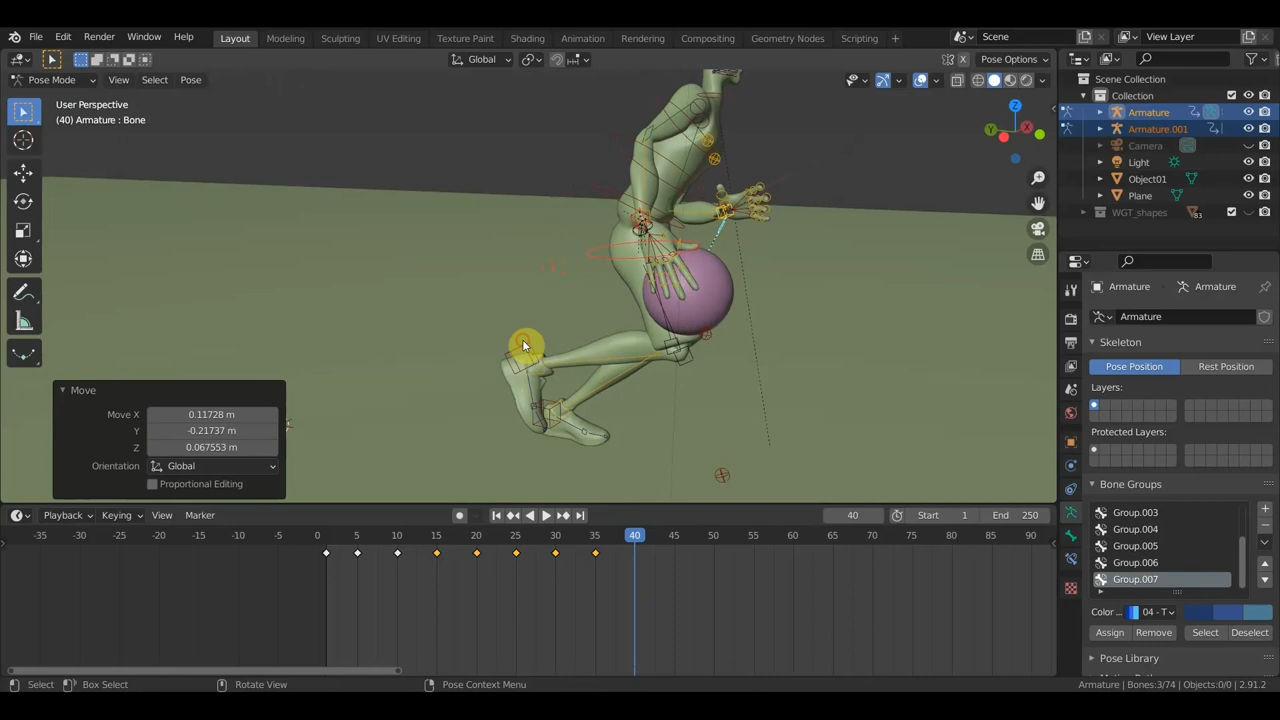 File Edit Render Window Help Layout Modeling Sculpting UV Editing Texture Paint Shading Animation Rendering Compositing Geometry Nodes Scripting + Scene View Layer
Global X Pose Options
Pose Mode View Select Pose
User Perspective
(40) Armature : Bone
Z
Y
X
Move
Move X 0.11728 m
Y -0.21737 m
Z 0.067553 m
Orientation Global
Proportional Editing
Scene Collection
Collection
Armature
Armature.001
Camera
Light
Object01
Plane
WGT_shapes 83
Armature Armature
Armature
Skeleton
Pose Position Rest Position
Layers:
Protected Layers:
Bone Groups
Group.003
Group.004
Group.005
Group.006
Group.007
Color 04 - T
Assign Remove Select Deselect
Pose Library
Playback Keying View Marker 40 Start 1 End 250
-35 -30 -25 -20 -15 -10 -5 0 5 10 15 20 25 30 35 40 45 50 55 60 65 70 75 80 85 90
Select Box Select Rotate View Pose Context Menu Armature | Bones:3/74 | Objects:0/0 | 2.91.2